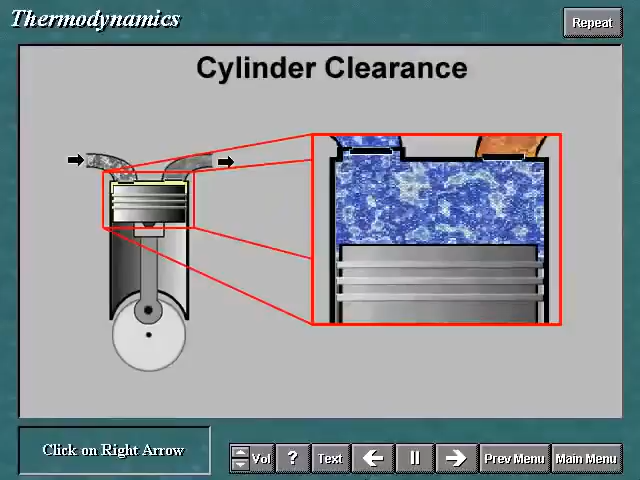 Thermodynamics
Repeat
Cylinder Clearance
Click on Right Arrow
Vol
?
Text
Prev Menu
Main Menu